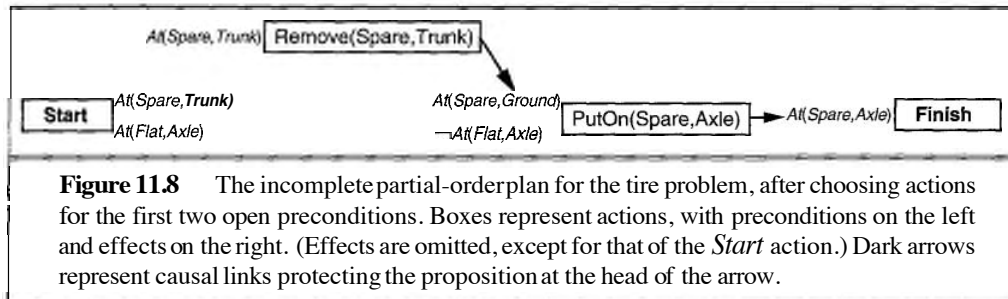 At(Spare,Trunk) Remove(Spare,Trunk)
At(Spare,Trunk) At(Spare,Ground)
Start PutOn(Spare,Axle) At(Spare,Axle) Finish
At(Flat,Axle) ¬At(Flat,Axle)
Figure 11.8 The incomplete partial-order plan for the tire problem, after choosing actions
for the first two open preconditions. Boxes represent actions, with preconditions on the left
and effects on the right. (Effects are omitted, except for that of the Start action.) Dark arrows
represent causal links protecting the proposition at the head of the arrow.